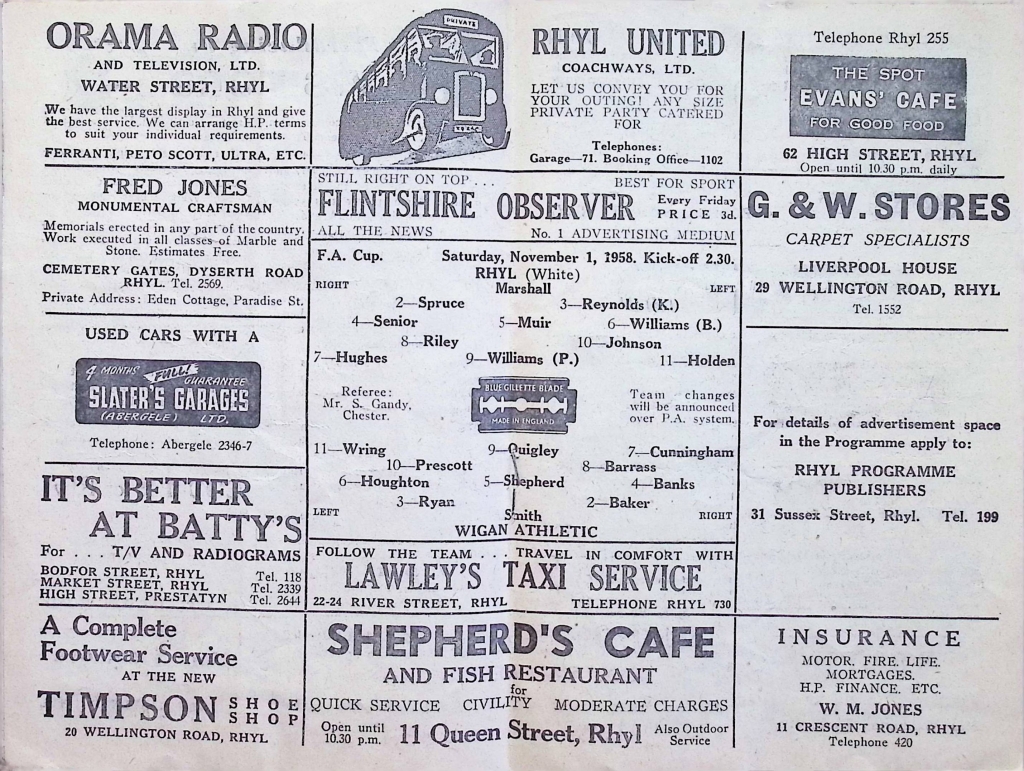 ORAMA RADIO
AND TELEVISION, LTD.
WATER STREET, RHYL
We have the largest display in Rhyl and give
the best service. We can arrange H.P. terms
to suit your individual requirements.
FERRANTI, PETO SCOTT, ULTRA, ETC.
PRIVATE
RHYL UNITED
COACHWAYS, LTD.
LET US CONVEY YOU FOR
YOUR OUTING! ANY SIZE
PRIVATE PARTY CATERED
FOR
Telephones:
Garage—71. Booking Office—1102
Telephone Rhyl 255
THE SPOT
EVANS' CAFE
FOR GOOD FOOD
62 HIGH STREET, RHYL
Open until 10.30 p.m. daily
FRED JONES
MONUMENTAL CRAFTSMAN
Memorials erected in any part of the country.
Work executed in all classes of Marble and
Stone. Estimates Free.
CEMETERY GATES, DYSERTH ROAD
RHYL. Tel. 2569.
Private Address: Eden Cottage, Paradise St.
USED CARS WITH A
4 MONTHS' FULL GUARANTEE
SLATER'S GARAGES
(ABERGELE) LTD.
Telephone: Abergele 2346-7
IT'S BETTER
AT BATTY'S
For . . . T/V AND RADIOGRAMS
BODFOR STREET, RHYL Tel. 118
MARKET STREET, RHYL Tel. 2339
HIGH STREET, PRESTATYN Tel. 2644
A Complete
Footwear Service
AT THE NEW
TIMPSON SHOE SHOP
20 WELLINGTON ROAD, RHYL
STILL RIGHT ON TOP . . . BEST FOR SPORT
FLINTSHIRE OBSERVER Every Friday
PRICE 3d.
ALL THE NEWS No. 1 ADVERTISING MEDIUM
F.A. Cup. Saturday, November 1, 1958. Kick-off 2.30.
RHYL (White)
RIGHT Marshall LEFT
2—Spruce 3—Reynolds (K.)
4—Senior 5—Muir 6—Williams (B.)
8—Riley 10—Johnson
7—Hughes 9—Williams (P.) 11—Holden
Referee:
Mr. S. Gandy,
Chester.
BLUE GILLETTE BLADE
MADE IN ENGLAND
Team changes
will be announced
over P.A. system.
11—Wring 9—Quigley 7—Cunningham
10—Prescott 8—Barrass
6—Houghton 5—Shepherd 4—Banks
3—Ryan 2—Baker
LEFT Smith RIGHT
WIGAN ATHLETIC
FOLLOW THE TEAM . . . TRAVEL IN COMFORT WITH
LAWLEY'S TAXI SERVICE
22-24 RIVER STREET, RHYL TELEPHONE RHYL 730
SHEPHERD'S CAFE
AND FISH RESTAURANT
for
QUICK SERVICE CIVILITY MODERATE CHARGES
Open until
10.30 p.m.
11 Queen Street, Rhyl
Also Outdoor
Service
G. & W. STORES
CARPET SPECIALISTS
LIVERPOOL HOUSE
29 WELLINGTON ROAD, RHYL
Tel. 1552
For details of advertisement space
in the Programme apply to:
RHYL PROGRAMME
PUBLISHERS
31 Sussex Street, Rhyl. Tel. 199
INSURANCE
MOTOR. FIRE. LIFE.
MORTGAGES.
H.P. FINANCE. ETC.
W. M. JONES
11 CRESCENT ROAD, RHYL
Telephone 420